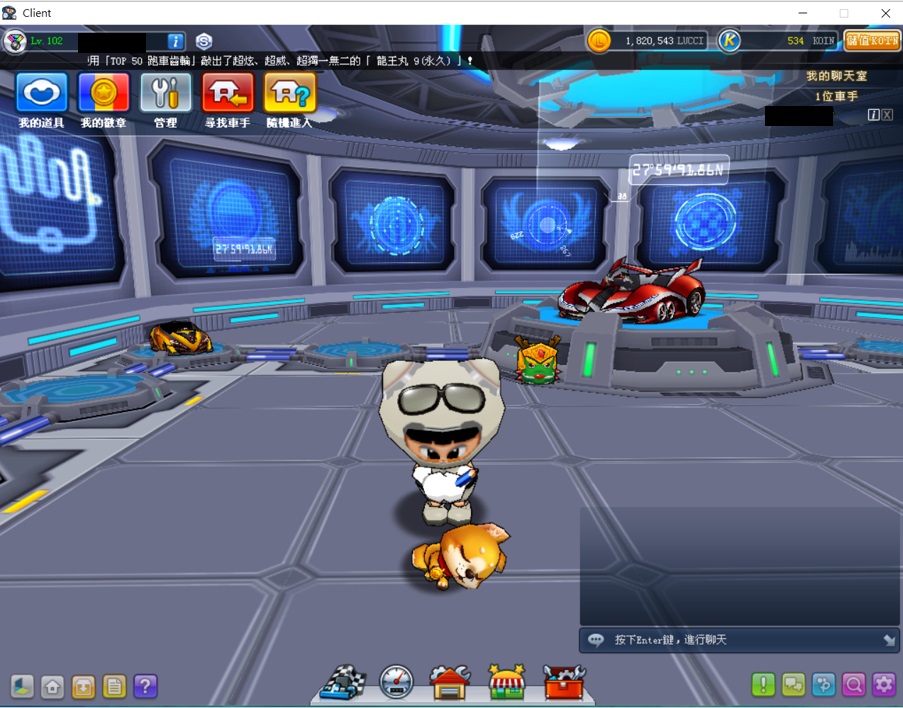 Client
Lv. 102
1,820,543 LUCCI
534 KOIN
儲值KOIN
用「TOP 50 跑車齒輪」敲出了超炫、超威、超獨一無二的「 龍王丸 9(永久) 」!
我的聊天室
1位車手
我的道具
我的徽章
管理
尋找車手
隨機進入
27°59'91.86N
27°59'91.86N
按下Enter鍵,進行聊天